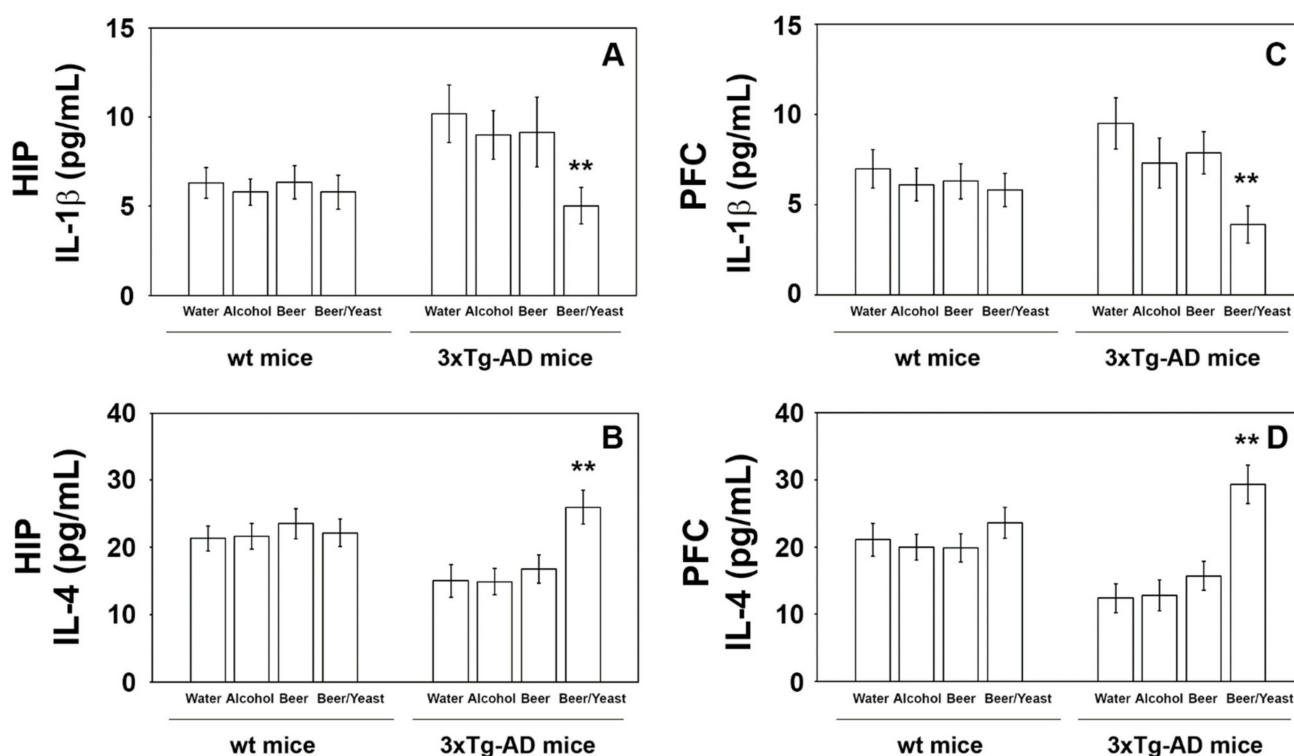 A
HIP
IL-1β (pg/mL)
15
10
5
0
**
Water Alcohol Beer Beer/Yeast Water Alcohol Beer Beer/Yeast
wt mice 3xTg-AD mice
C
PFC
IL-1β (pg/mL)
15
10
5
0
**
Water Alcohol Beer Beer/Yeast Water Alcohol Beer Beer/Yeast
wt mice 3xTg-AD mice
B
HIP
IL-4 (pg/mL)
40
30
20
10
0
**
Water Alcohol Beer Beer/Yeast Water Alcohol Beer Beer/Yeast
wt mice 3xTg-AD mice
D
PFC
IL-4 (pg/mL)
40
30
20
10
0
**
Water Alcohol Beer Beer/Yeast Water Alcohol Beer Beer/Yeast
wt mice 3xTg-AD mice